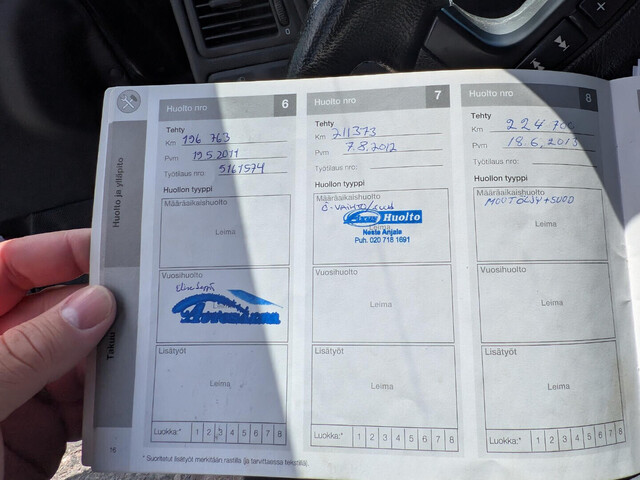 Huolto ja ylläpito
Takuu
Huolto nro 6
Tehty
Km 196 763
Pvm 19.5.2011
Työtilaus nro: 5161574
Huollon tyyppi
Määräaikaishuolto
Leima
Vuosihuolto
Lisätyöt
Leima
Luokka:* 1 2 3 4 5 6 7 8
Huolto nro 7
Tehty
Km 211373
Pvm 7.8.2012
Työtilaus nro:
Huollon tyyppi
Määräaikaishuolto
Ö-VAIHTO/
Huolto
Leima
Neste Anjala
Puh. 020 718 1691
Vuosihuolto
Leima
Lisätyöt
Leima
Luokka:* 1 2 3 4 5 6 7 8
Huolto nro 8
Tehty
Km 224 700
Pvm 18.6.2013
Työtilaus nro:
Huollon tyyppi
Määräaikaishuolto
MOOTÖLJY+SUOD
Leima
Vuosihuolto
Leima
Lisätyöt
Leima
Luokka:* 1 2 3 4 5 6 7 8
16
* Suoritetut lisätyöt merkitään rastilla ja tarvittaessa tekstillä.